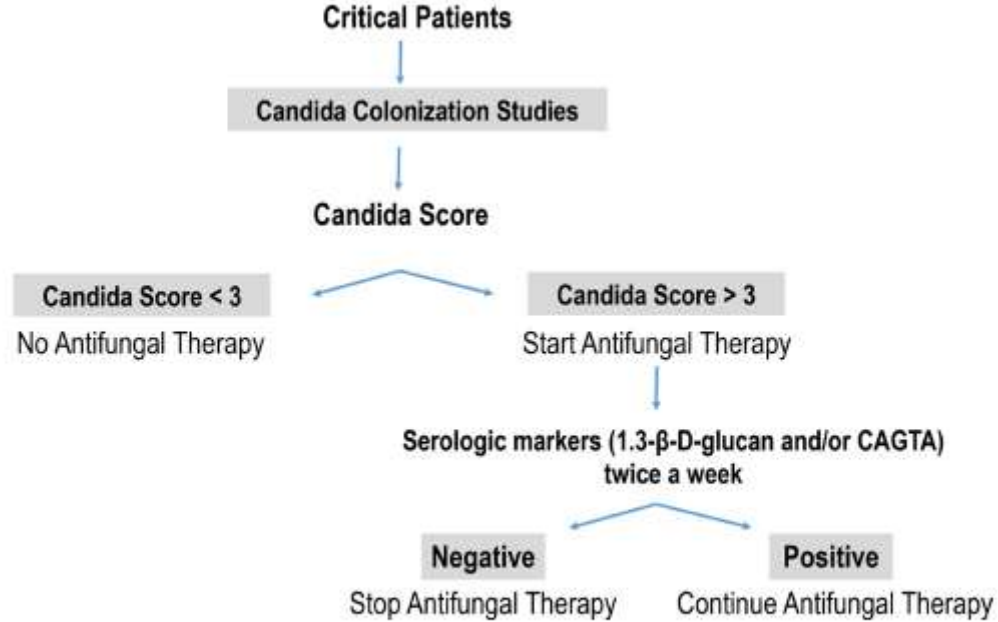 Critical Patients
Candida Colonization Studies
Candida Score
Candida Score < 3
Candida Score > 3
No Antifungal Therapy
Start Antifungal Therapy
Serologic markers (1.3-β-D-glucan and/or CAGTA)
twice a week
Negative
Positive
Stop Antifungal Therapy
Continue Antifungal Therapy